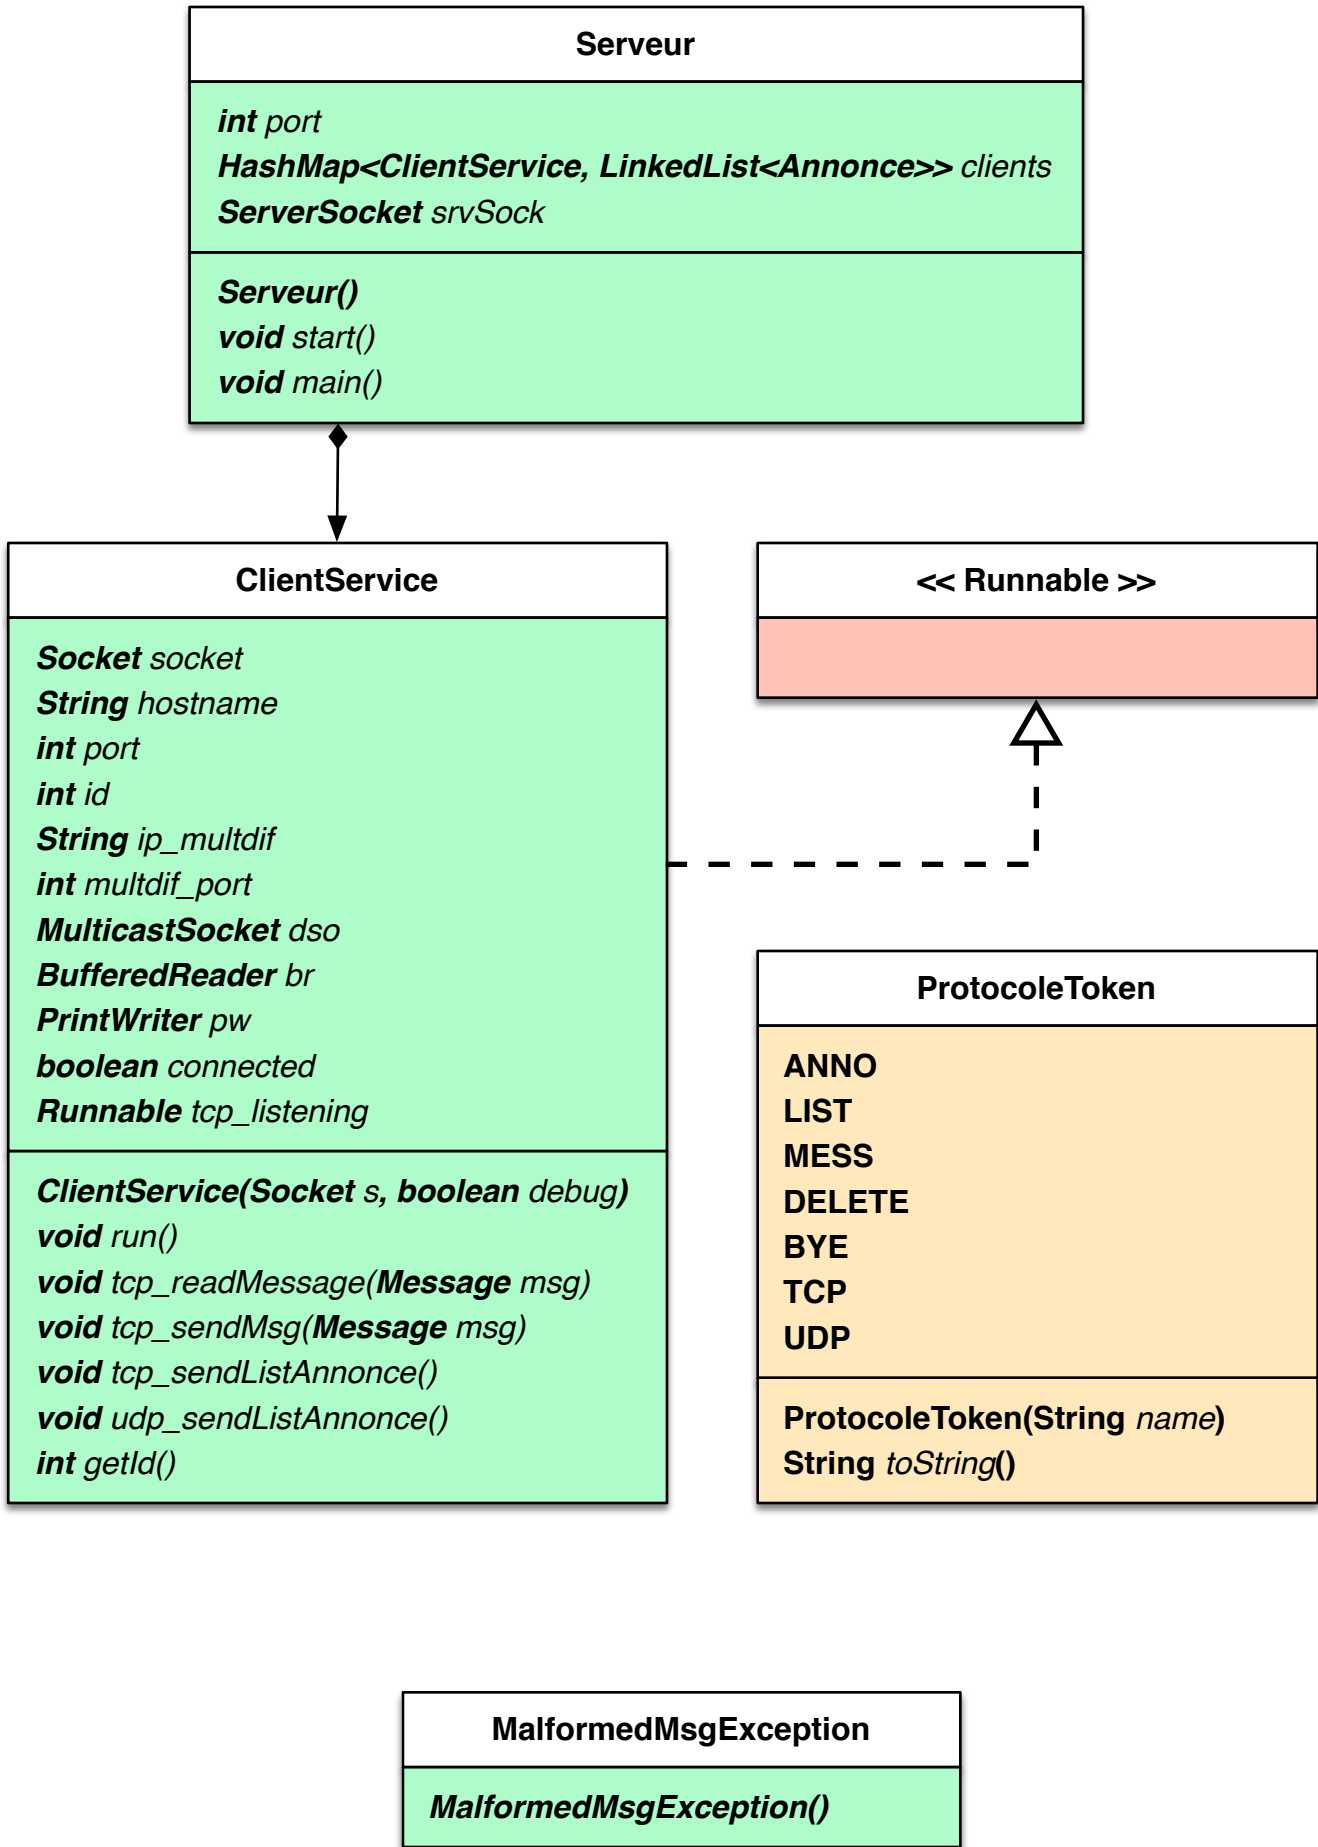 Serveur
int port
HashMap<ClientService, LinkedList<Annonce>> clients
ServerSocket srvSock
Serveur()
void start()
void main()
ClientService
Socket socket
String hostname
int port
int id
String ip_multdif
int multdif_port
MulticastSocket dso
BufferedReader br
PrintWriter pw
boolean connected
Runnable tcp_listening
ClientService(Socket s, boolean debug)
void run()
void tcp_readMessage(Message msg)
void tcp_sendMsg(Message msg)
void tcp_sendListAnnonce()
void udp_sendListAnnonce()
int getId()
<< Runnable >>
ProtocoleToken
ANNO
LIST
MESS
DELETE
BYE
TCP
UDP
ProtocoleToken(String name)
String toString()
MalformedMsgException
MalformedMsgException()